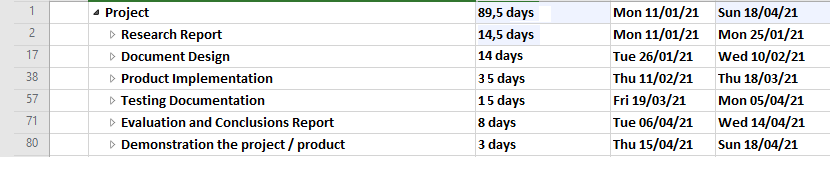 1 Project 89,5 days Mon 11/01/21 Sun 18/04/21
2 Research Report 14,5 days Mon 11/01/21 Mon 25/01/21
17 Document Design 14 days Tue 26/01/21 Wed 10/02/21
38 Product Implementation 35 days Thu 11/02/21 Thu 18/03/21
57 Testing Documentation 15 days Fri 19/03/21 Mon 05/04/21
71 Evaluation and Conclusions Report 8 days Tue 06/04/21 Wed 14/04/21
80 Demonstration the project / product 3 days Thu 15/04/21 Sun 18/04/21